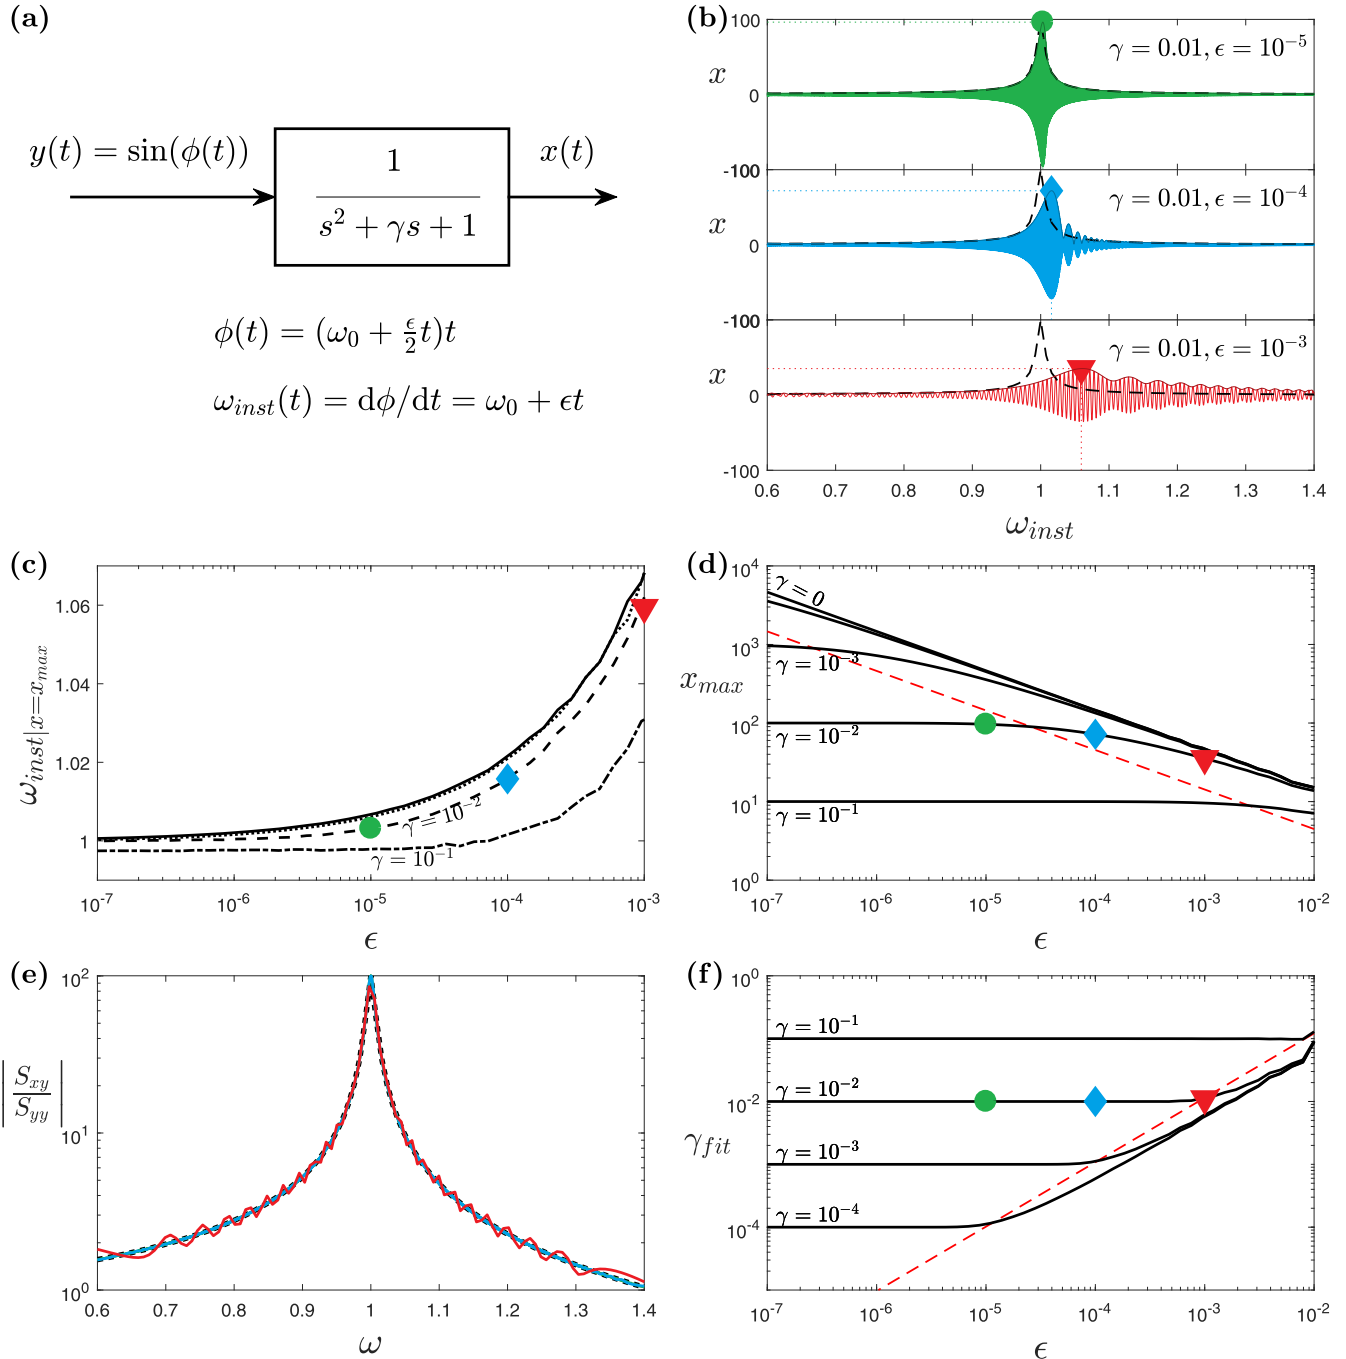 (a)
y(t) = sin(ϕ(t))
1
s² + γs + 1
x(t)
ϕ(t) = (ω₀ + ϵ/2 t)t
ω_inst(t) = dϕ/dt = ω₀ + ϵt
(b)
100
x
0
-100
γ = 0.01, ϵ = 10⁻⁵
100
x
0
-100
γ = 0.01, ϵ = 10⁻⁴
100
x
0
-100
γ = 0.01, ϵ = 10⁻³
0.6 0.7 0.8 0.9 1 1.1 1.2 1.3 1.4
ω_inst
(c)
ω_inst|x=x_max
1.06
1.04
1.02
1
γ = 10⁻²
γ = 10⁻¹
10⁻⁷ 10⁻⁶ 10⁻⁵ 10⁻⁴ 10⁻³
ϵ
(d)
x_max
10⁴
10³
10²
10¹
10⁰
γ = 0
γ = 10⁻³
γ = 10⁻²
γ = 10⁻¹
10⁻⁷ 10⁻⁶ 10⁻⁵ 10⁻⁴ 10⁻³ 10⁻²
ϵ
(e)
|S_xy/S_yy|
10²
10¹
10⁰
0.6 0.7 0.8 0.9 1 1.1 1.2 1.3 1.4
ω
(f)
γ_fit
10⁰
10⁻²
10⁻⁴
γ = 10⁻¹
γ = 10⁻²
γ = 10⁻³
γ = 10⁻⁴
10⁻⁷ 10⁻⁶ 10⁻⁵ 10⁻⁴ 10⁻³ 10⁻²
ϵ